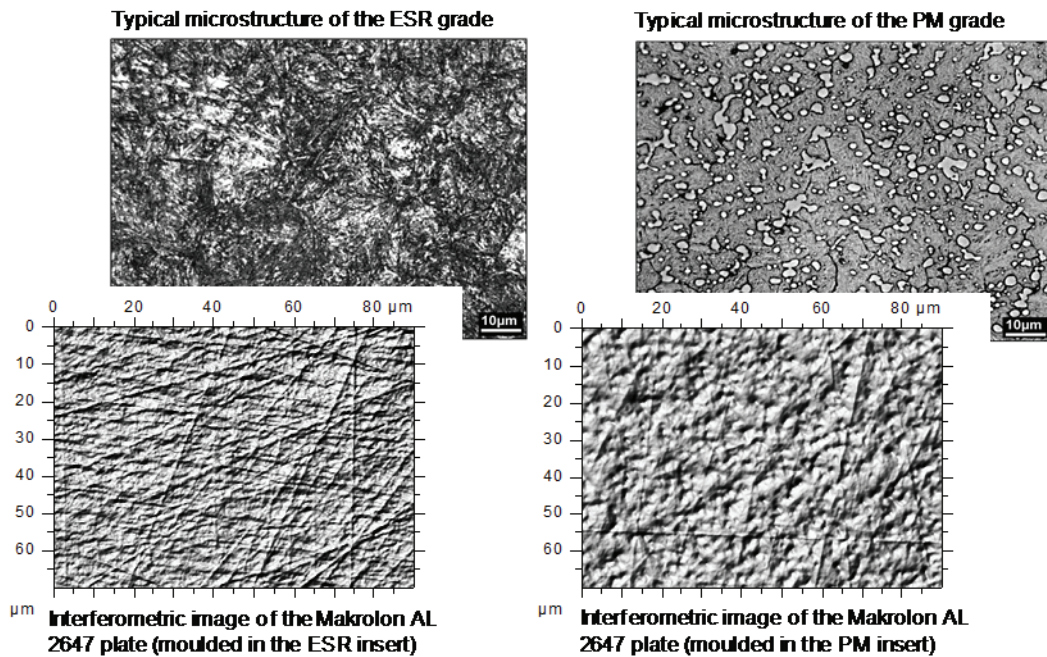 Typical microstructure of the ESR grade
Typical microstructure of the PM grade
10µm
10µm
0 20 40 60 80 µm
0
10
20
30
40
50
60
µm
0 20 40 60 80 µm
0
10
20
30
40
50
60
µm
Interferometric image of the Makrolon AL
2647 plate (moulded in the ESR insert)
Interferometric image of the Makrolon AL
2647 plate (moulded in the PM insert)